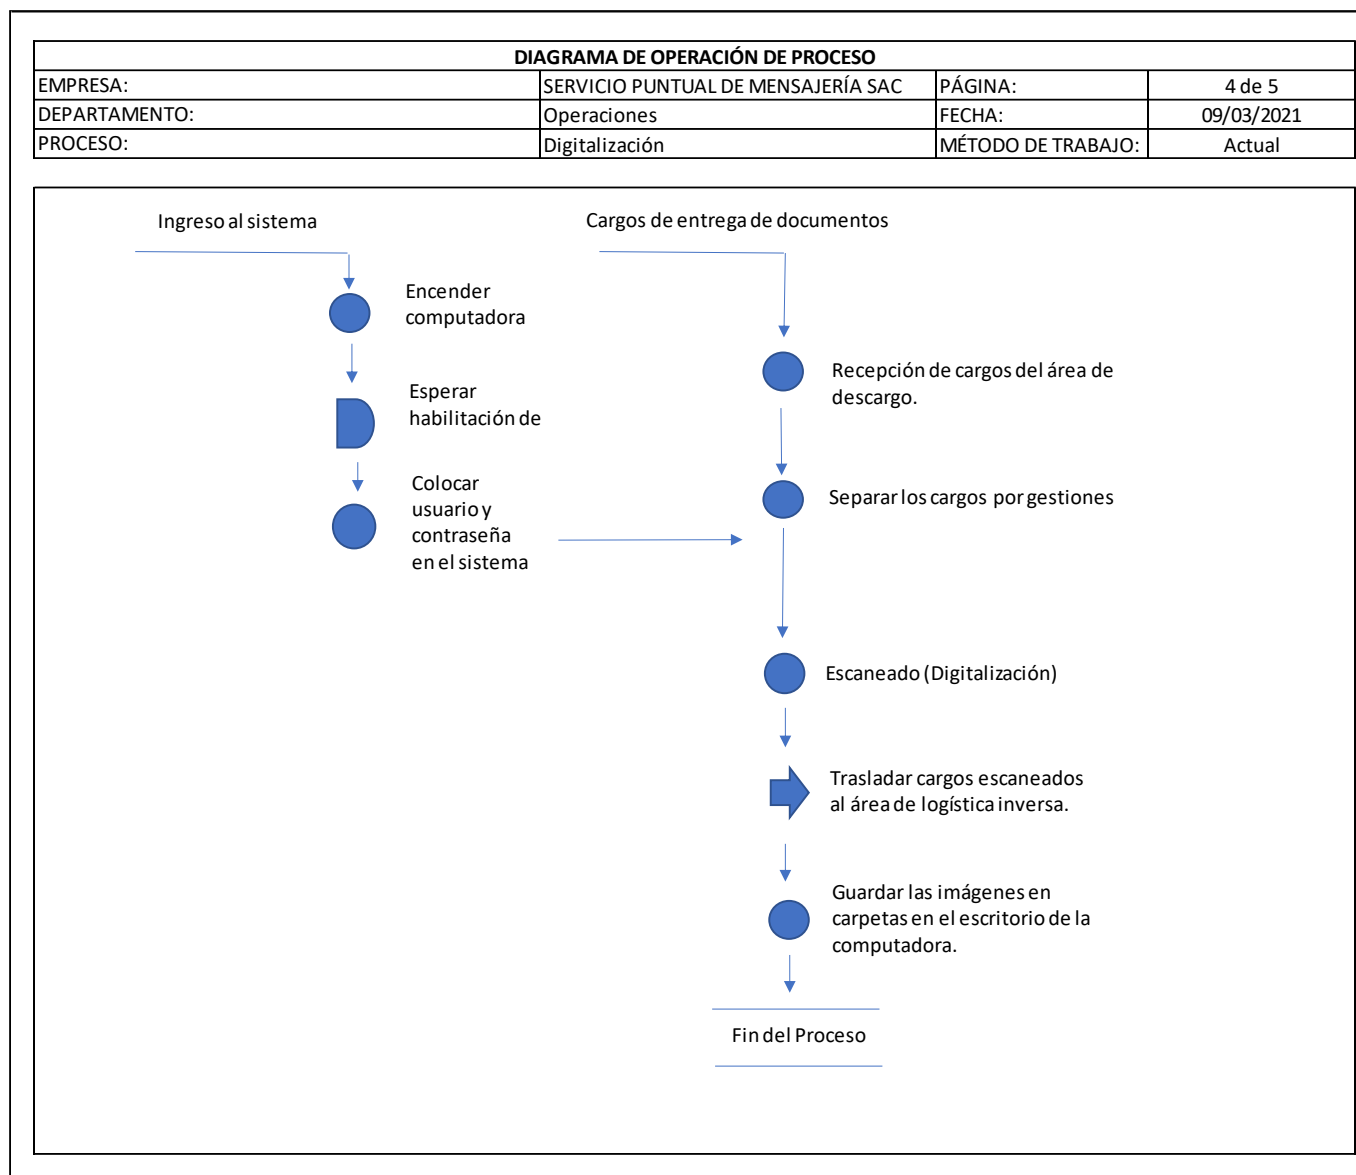 DIAGRAMA DE OPERACIÓN DE PROCESO
EMPRESA: SERVICIO PUNTUAL DE MENSAJERÍA SAC PÁGINA: 4 de 5
DEPARTAMENTO: Operaciones FECHA: 09/03/2021
PROCESO: Digitalización MÉTODO DE TRABAJO: Actual
Ingreso al sistema
Encender
computadora
Esperar
habilitación de
Colocar
usuario y
contraseña
en el sistema
Cargos de entrega de documentos
Recepción de cargos del área de
descargo.
Separar los cargos por gestiones
Escaneado (Digitalización)
Trasladar cargos escaneados
al área de logística inversa.
Guardar las imágenes en
carpetas en el escritorio de la
computadora.
Fin del Proceso